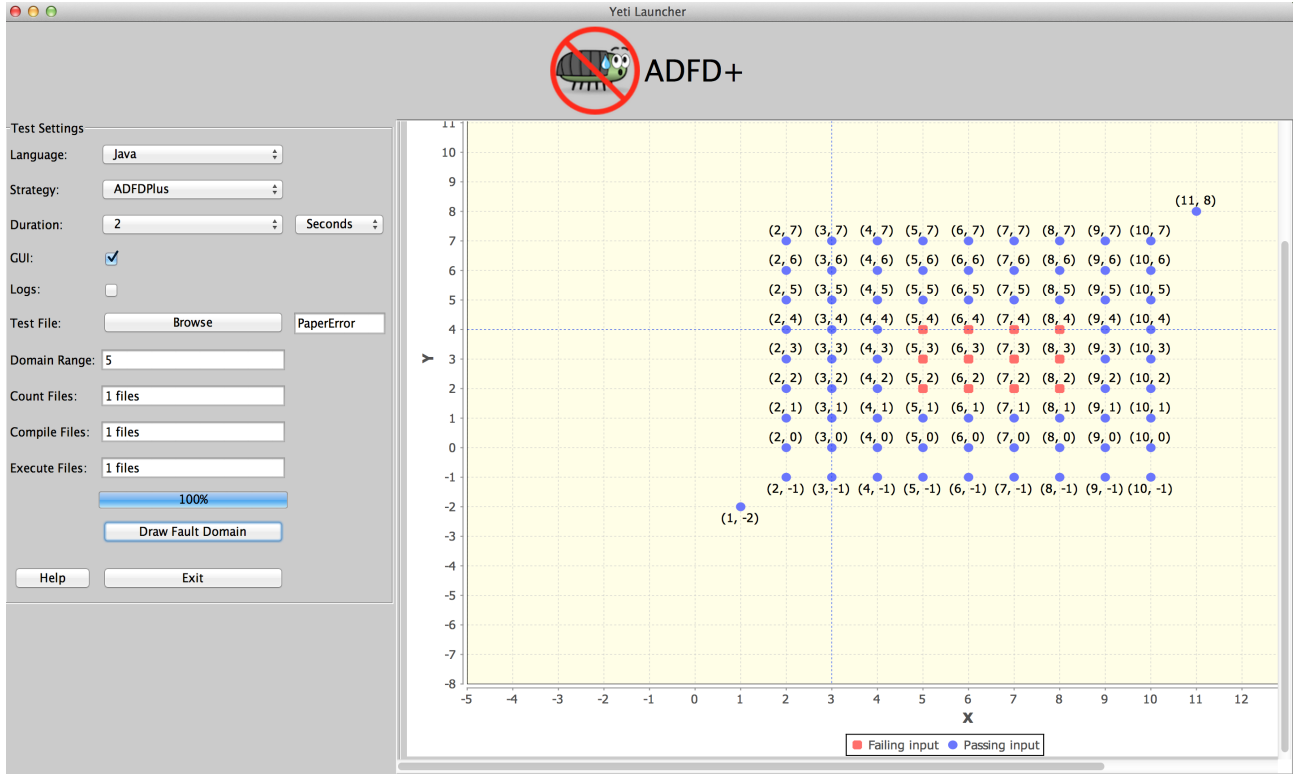 Yeti Launcher
ADFD+
Test Settings
Language: Java
Strategy: ADFDPlus
Duration: 2 Seconds
GUI:
Logs:
Test File: Browse PaperError
Domain Range: 5
Count Files: 1 files
Compile Files: 1 files
Execute Files: 1 files
100%
Draw Fault Domain
Help Exit
11
10
9
(11, 8)
8
(2, 7) (3, 7) (4, 7) (5, 7) (6, 7) (7, 7) (8, 7) (9, 7) (10, 7)
7
(2, 6) (3, 6) (4, 6) (5, 6) (6, 6) (7, 6) (8, 6) (9, 6) (10, 6)
6
(2, 5) (3, 5) (4, 5) (5, 5) (6, 5) (7, 5) (8, 5) (9, 5) (10, 5)
5
(2, 4) (3, 4) (4, 4) (5, 4) (6, 4) (7, 4) (8, 4) (9, 4) (10, 4)
4
(2, 3) (3, 3) (4, 3) (5, 3) (6, 3) (7, 3) (8, 3) (9, 3) (10, 3)
Y 3
(2, 2) (3, 2) (4, 2) (5, 2) (6, 2) (7, 2) (8, 2) (9, 2) (10, 2)
2
(2, 1) (3, 1) (4, 1) (5, 1) (6, 1) (7, 1) (8, 1) (9, 1) (10, 1)
1
(2, 0) (3, 0) (4, 0) (5, 0) (6, 0) (7, 0) (8, 0) (9, 0) (10, 0)
0
-1
(2, -1) (3, -1) (4, -1) (5, -1) (6, -1) (7, -1) (8, -1) (9, -1) (10, -1)
-2
(1, -2)
-3
-4
-5
-6
-7
-8
-5 -4 -3 -2 -1 0 1 2 3 4 5 6 7 8 9 10 11 12
X
Failing input Passing input